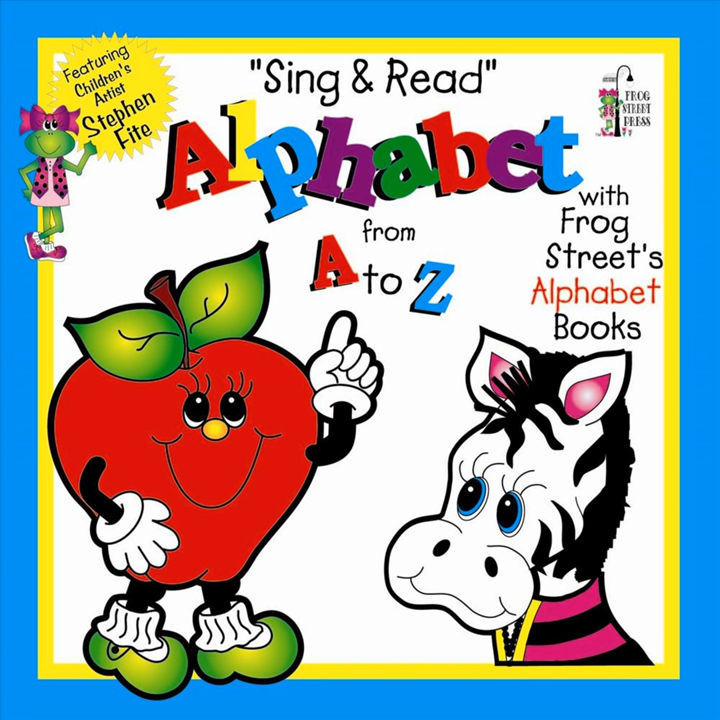 Featuring
Children's
Artist
Stephen
Fite
"Sing & Read"
FROG
STREET
PRESS
Alphabet
from
A to Z
with
Frog
Street's
Alphabet
Books